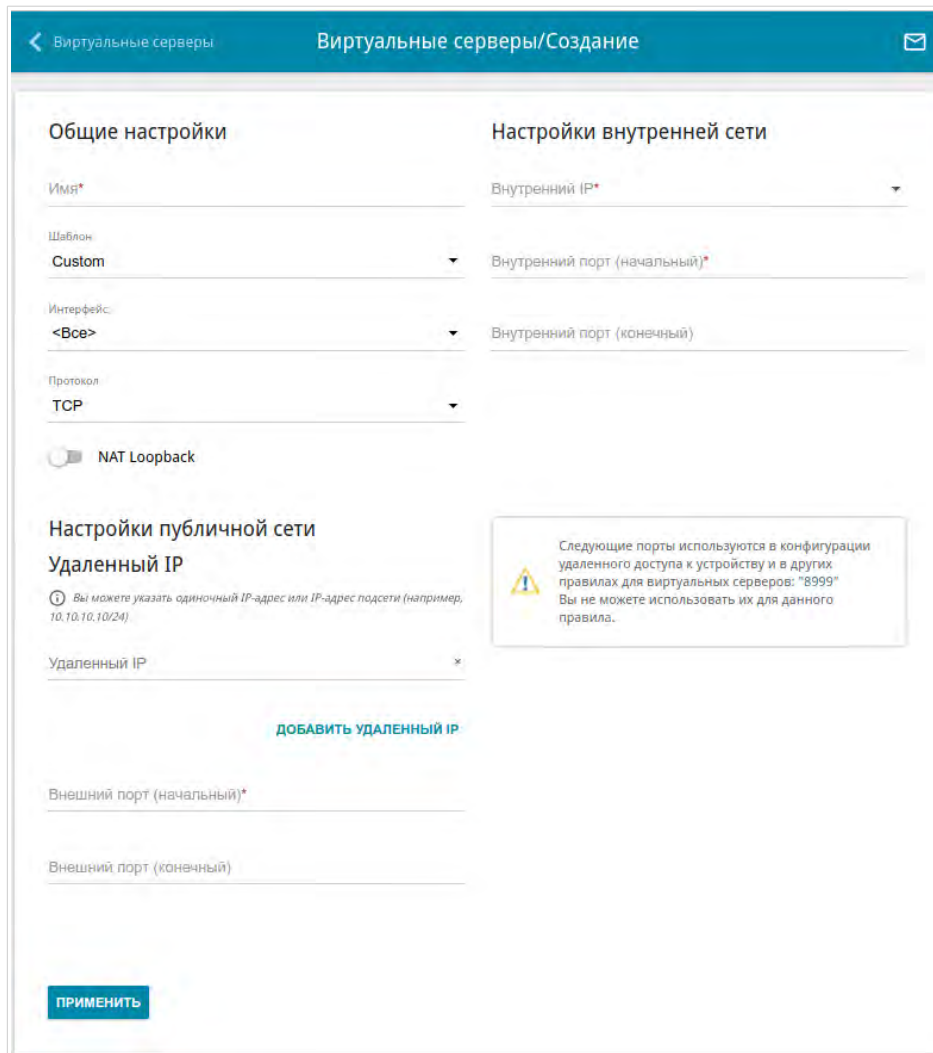 Виртуальные серверы
Виртуальные серверы/Создание
Общие настройки
Имя*
Шаблон
Custom
Интерфейс
<Все>
Протокол
TCP
NAT Loopback
Настройки внутренней сети
Внутренний IP*
Внутренний порт (начальный)*
Внутренний порт (конечный)
Настройки публичной сети
Удаленный IP
Вы можете указать одиночный IP-адрес или IP-адрес подсети (например,
10.10.10.10/24)
Удаленный IP
×
ДОБАВИТЬ УДАЛЕННЫЙ IP
Внешний порт (начальный)*
Внешний порт (конечный)
Следующие порты используются в конфигурации
удаленного доступа к устройству и в других
правилах для виртуальных серверов: "8999"
Вы не можете использовать их для данного
правила.
ПРИМЕНИТЬ